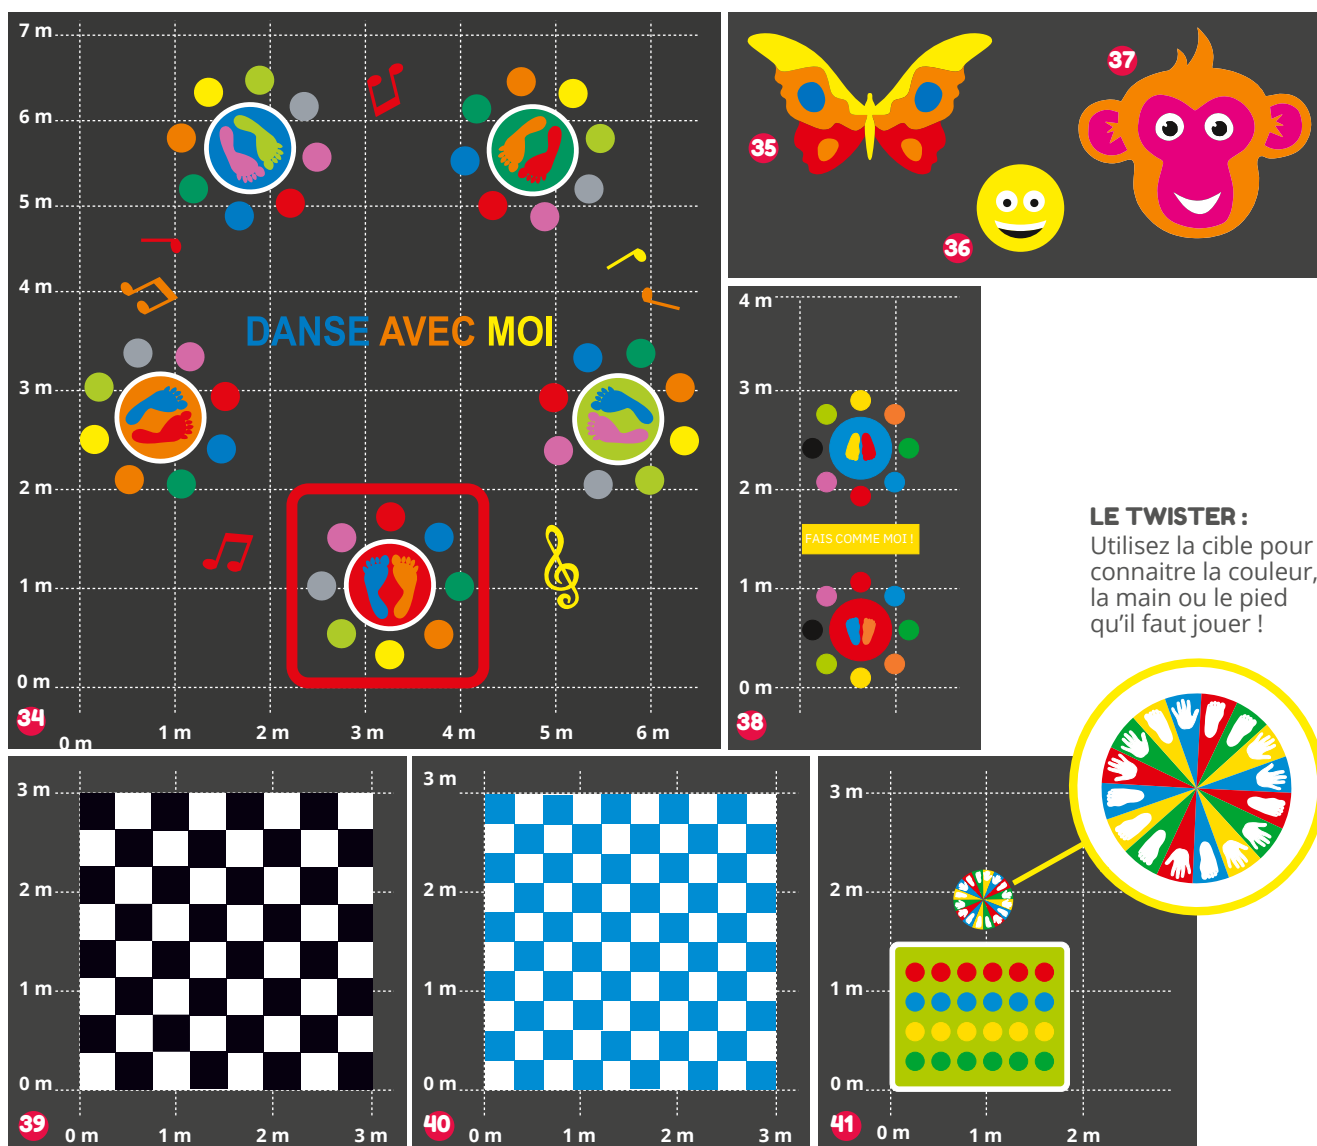 7 m
6 m
5 m
4 m
3 m
2 m
1 m
0 m
DANSE AVEC MOI
34
0 m
1 m
2 m
3 m
4 m
5 m
6 m
35
36
37
4 m
3 m
2 m
FAIS COMME MOI !
1 m
0 m
38
LE TWISTER :
Utilisez la cible pour
connaitre la couleur,
la main ou le pied
qu'il faut jouer !
3 m
2 m
1 m
0 m
39
0 m
1 m
2 m
3 m
3 m
2 m
1 m
0 m
40
0 m
1 m
2 m
3 m
3 m
2 m
1 m
0 m
41
0 m
1 m
2 m